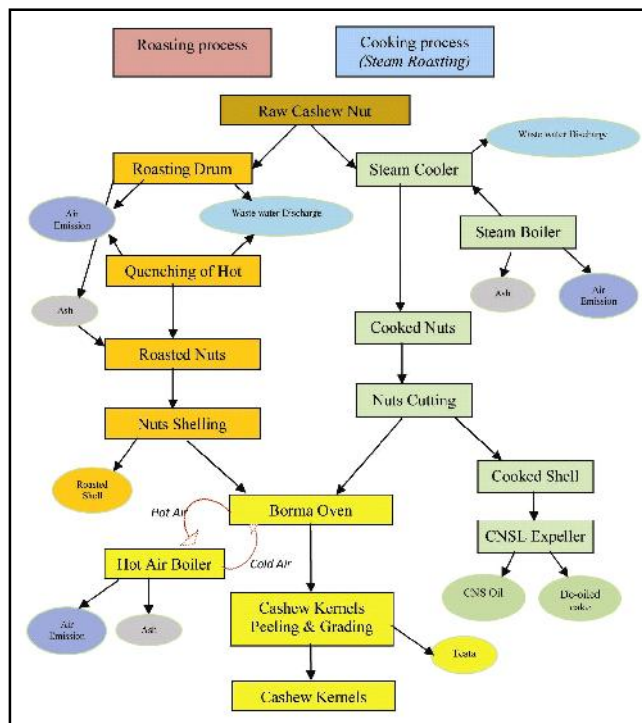 Roasting process
Cooking process
(Steam Roasting)
Raw Cashew Nut
Waste water Discharge
Roasting Drum
Steam Cooler
Air
Emission
Waste water Discharge
Steam Boiler
Quenching of Hot
Ash
Air
Emission
Ash
Cooked Nuts
Roasted Nuts
Nuts Cutting
Nuts Shelling
Cooked Shell
Roasted
Shell
Hot Air
Borma Oven
CNSL Expeller
Hot Air Boiler
Cold Air
CNS Oil
De-oiled
cake
Cashew Kernels
Peeling & Grading
Air
Emission
Ash
Testa
Cashew Kernels